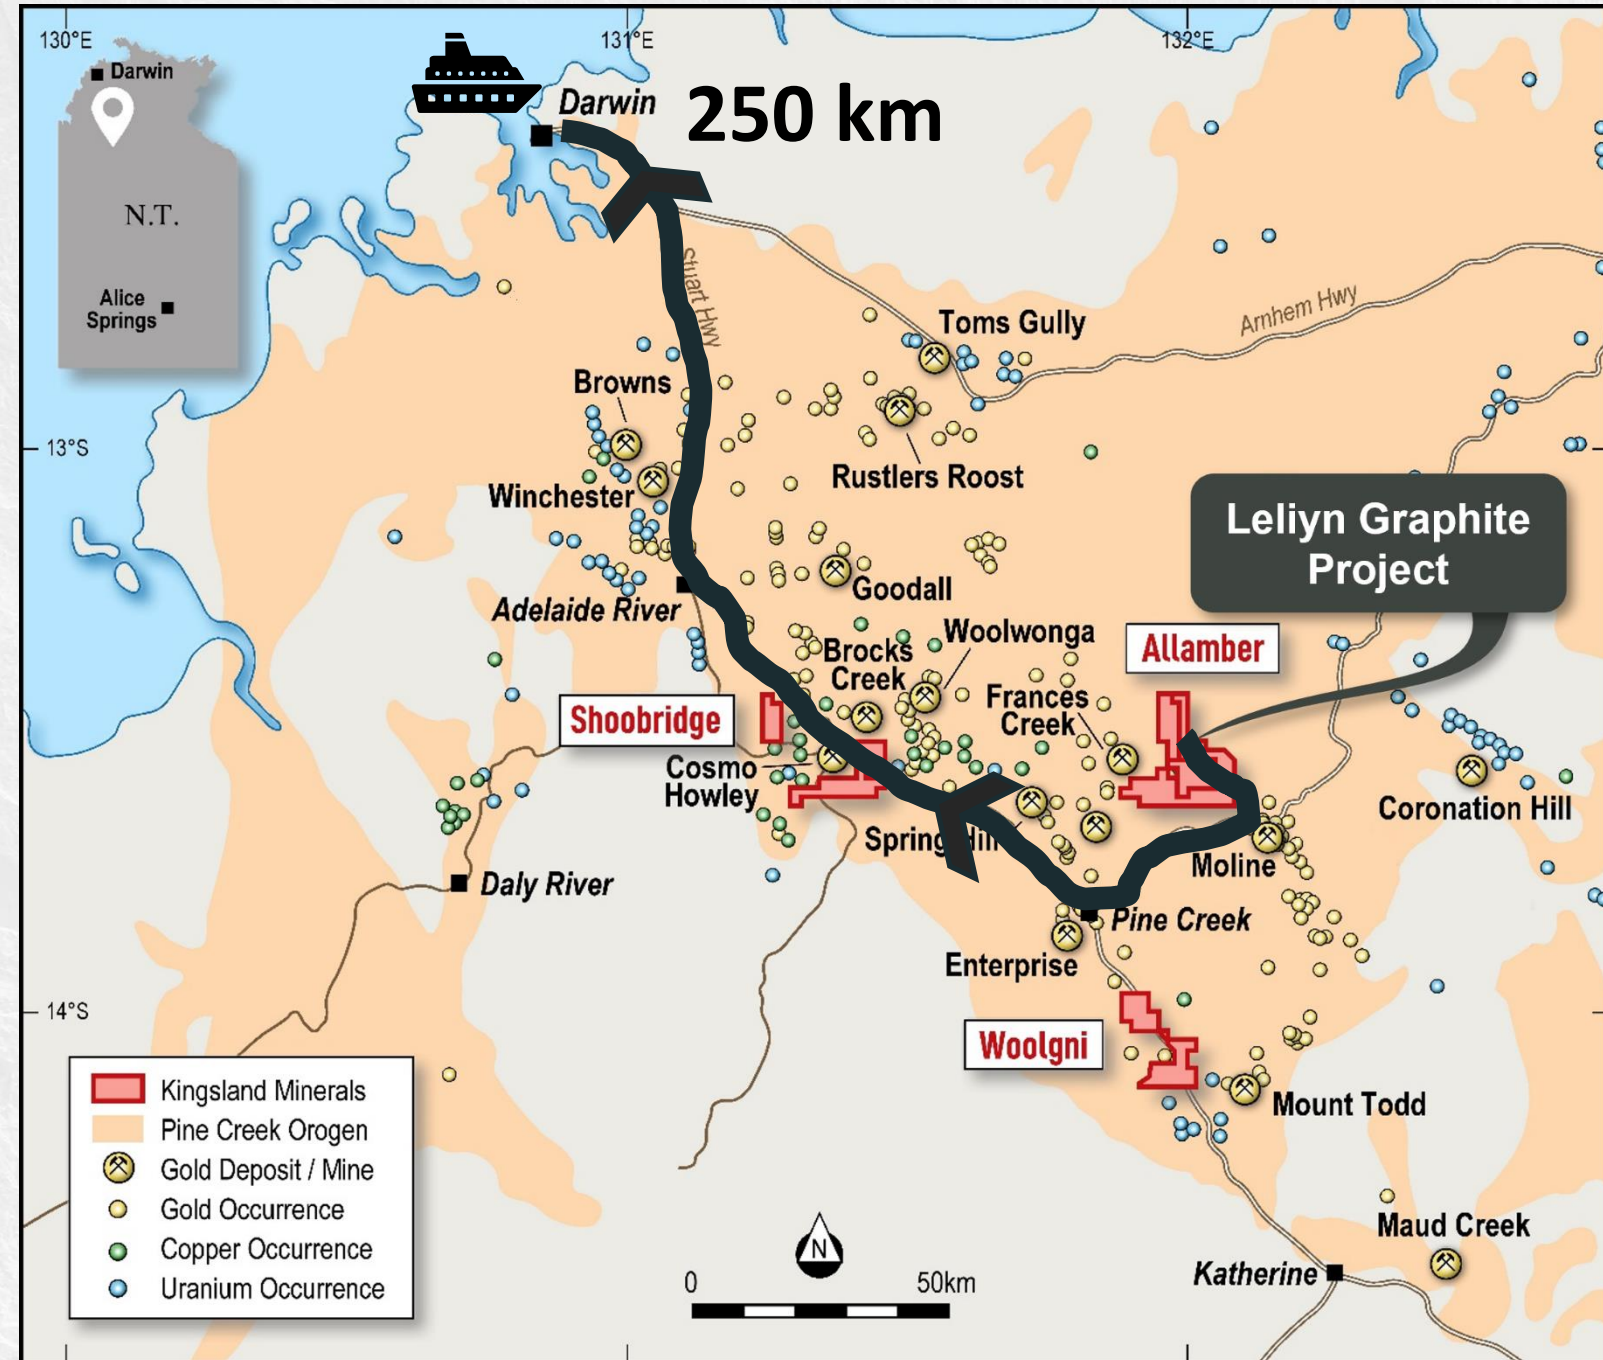 130°E
131°E
132°E
Darwin
N.T.
Alice
Springs
Darwin
250 km
Stuart Hwy
Arnhem Hwy
Toms Gully
Browns
13°S
Rustlers Roost
Winchester
Leliyn Graphite
Project
Goodall
Adelaide River
Woolwonga
Brocks
Creek
Allamber
Frances
Creek
Shoobridge
Cosmo
Howley
Coronation Hill
Spring Hill
Moline
Daly River
Pine Creek
Enterprise
14°S
Woolgni
Mount Todd
Kingsland Minerals
Pine Creek Orogen
Gold Deposit / Mine
Gold Occurrence
Copper Occurrence
Uranium Occurrence
N
0
50km
Maud Creek
Katherine